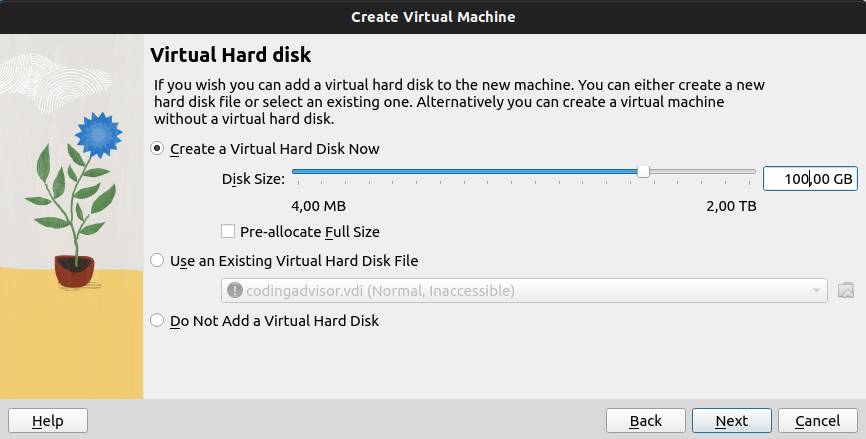 Create Virtual Machine
Virtual Hard disk
If you wish you can add a virtual hard disk to the new machine. You can either create a new
hard disk file or select an existing one. Alternatively you can create a virtual machine
without a virtual hard disk.
Create a Virtual Hard Disk Now
Disk Size:
100,00 GB
4,00 MB
2,00 TB
Pre-allocate Full Size
Use an Existing Virtual Hard Disk File
codingadvisor.vdi (Normal, Inaccessible)
Do Not Add a Virtual Hard Disk
Help
Back
Next
Cancel